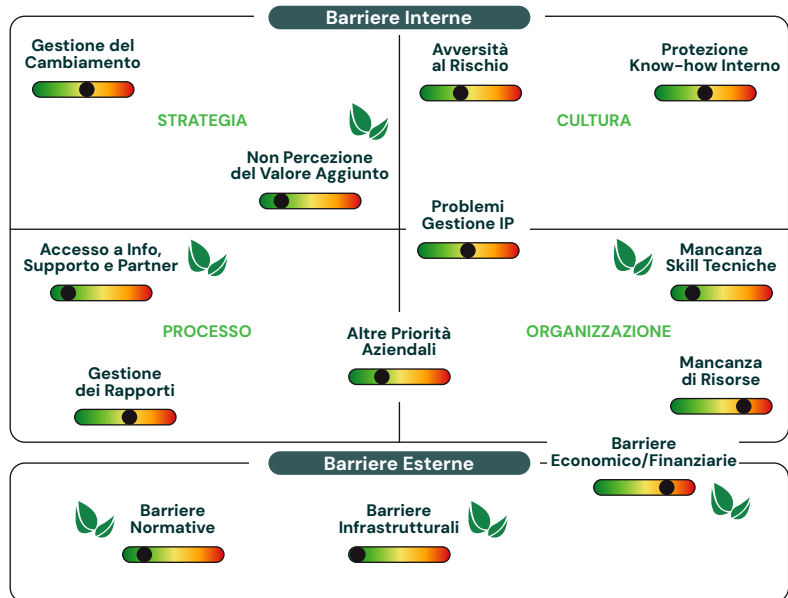 Barriere Interne
Gestione del
Cambiamento
STRATEGIA
Non Percezione
del Valore Aggiunto
Avversità
al Rischio
Protezione
Know-how Interno
CULTURA
Problemi
Gestione IP
Accesso a Info,
Supporto e Partner
PROCESSO
Gestione
dei Rapporti
Altre Priorità
Aziendali
Mancanza
Skill Tecniche
ORGANIZZAZIONE
Mancanza
di Risorse
Barriere Esterne
Barriere
Economico/Finanziarie
Barriere
Normative
Barriere
Infrastrutturali